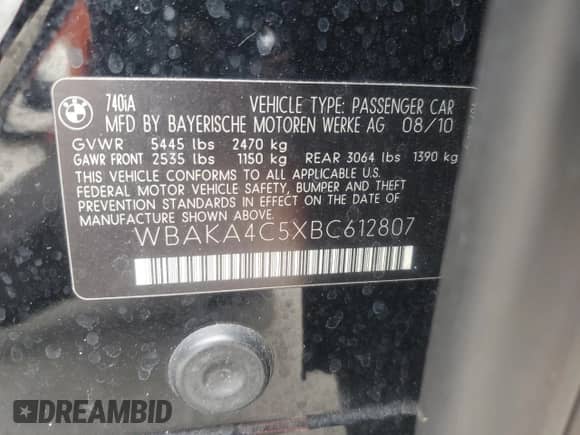 740iA VEHICLE TYPE: PASSENGER CAR
MFD BY BAYERISCHE MOTOREN WERKE AG 08/10
GVWR 5445 lbs 2470 kg
GAWR FRONT 2535 lbs 1150 kg REAR 3064 lbs 1390 kg
THIS VEHICLE CONFORMS TO ALL APPLICABLE U.S.
FEDERAL MOTOR VEHICLE SAFETY, BUMPER AND THEFT
PREVENTION STANDARDS IN EFFECT ON THE DATE OF
MANUFACTURE SHOWN ABOVE.
WBAKA4C5XBC612807
DREAMBID